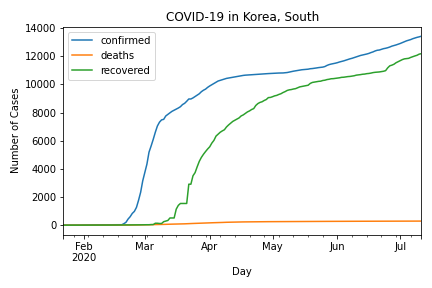 COVID-19 in Korea, South
confirmed
deaths
recovered
14000
12000
10000
8000
6000
4000
2000
0
Number of Cases
Feb Mar Apr May Jun Jul
2020
Day